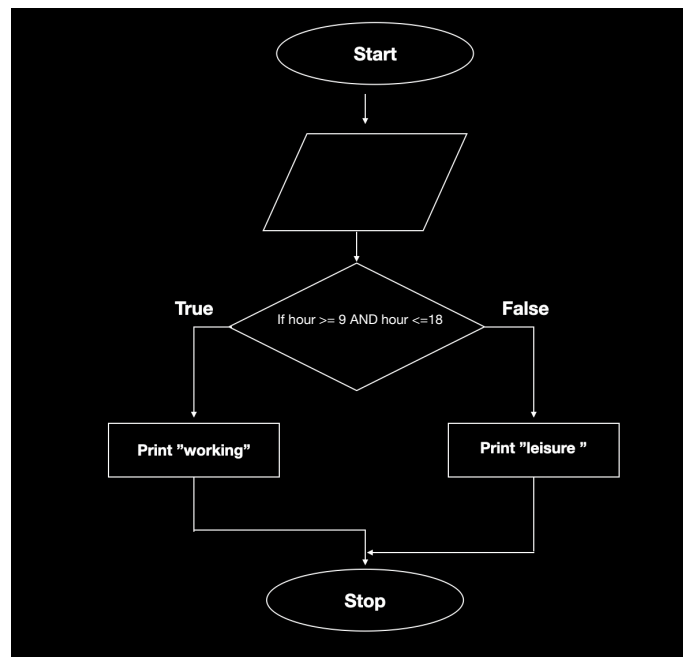 Start
True
False
If hour >= 9 AND hour <=18
Print ”working”
Print ”leisure ”
Stop